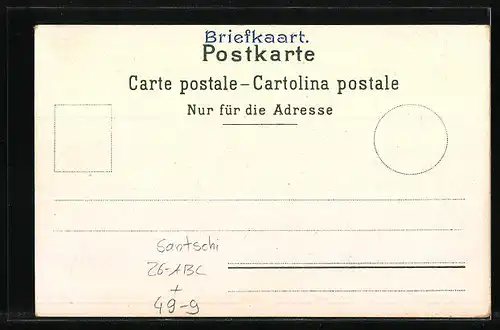 Briefkaart.
Postkarte
Carte postale – Cartolina postale
Nur für die Adresse
Santschi
26-ABC
+
49-9